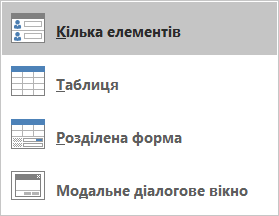 Кілька елементів
Таблиця
Розділена форма
Модальне діалогове вікно